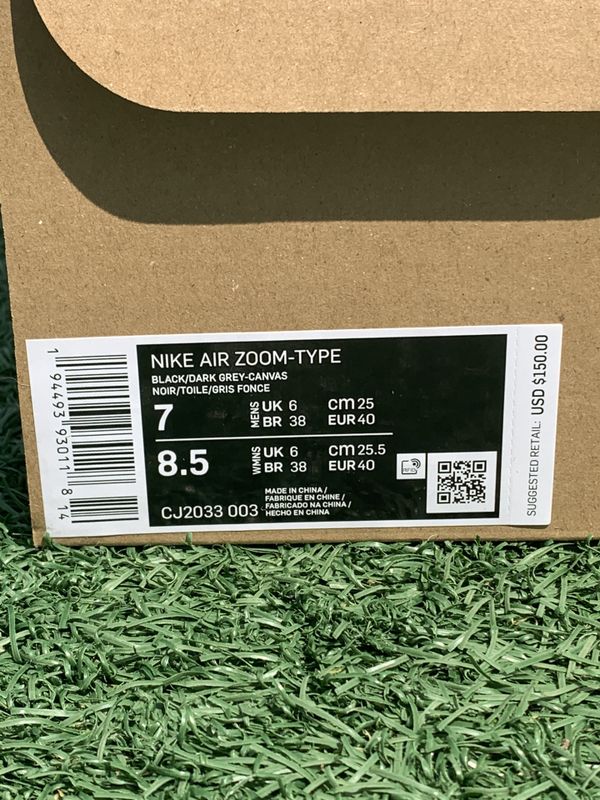 NIKE AIR ZOOM-TYPE
BLACK/DARK GREY-CANVAS
NOIR/TOILE/GRIS FONCE
7 MENS UK 6 cm 25
BR 38 EUR 40
8.5 WMNS UK 6 cm 25.5
BR 38 EUR 40
CJ2033 003
MADE IN CHINA /
FABRIQUE EN CHINE /
FABRICADO NA CHINA /
HECHO EN CHINA
RFID
1 94493 93011 8 14
SUGGESTED RETAIL: USD $150.00